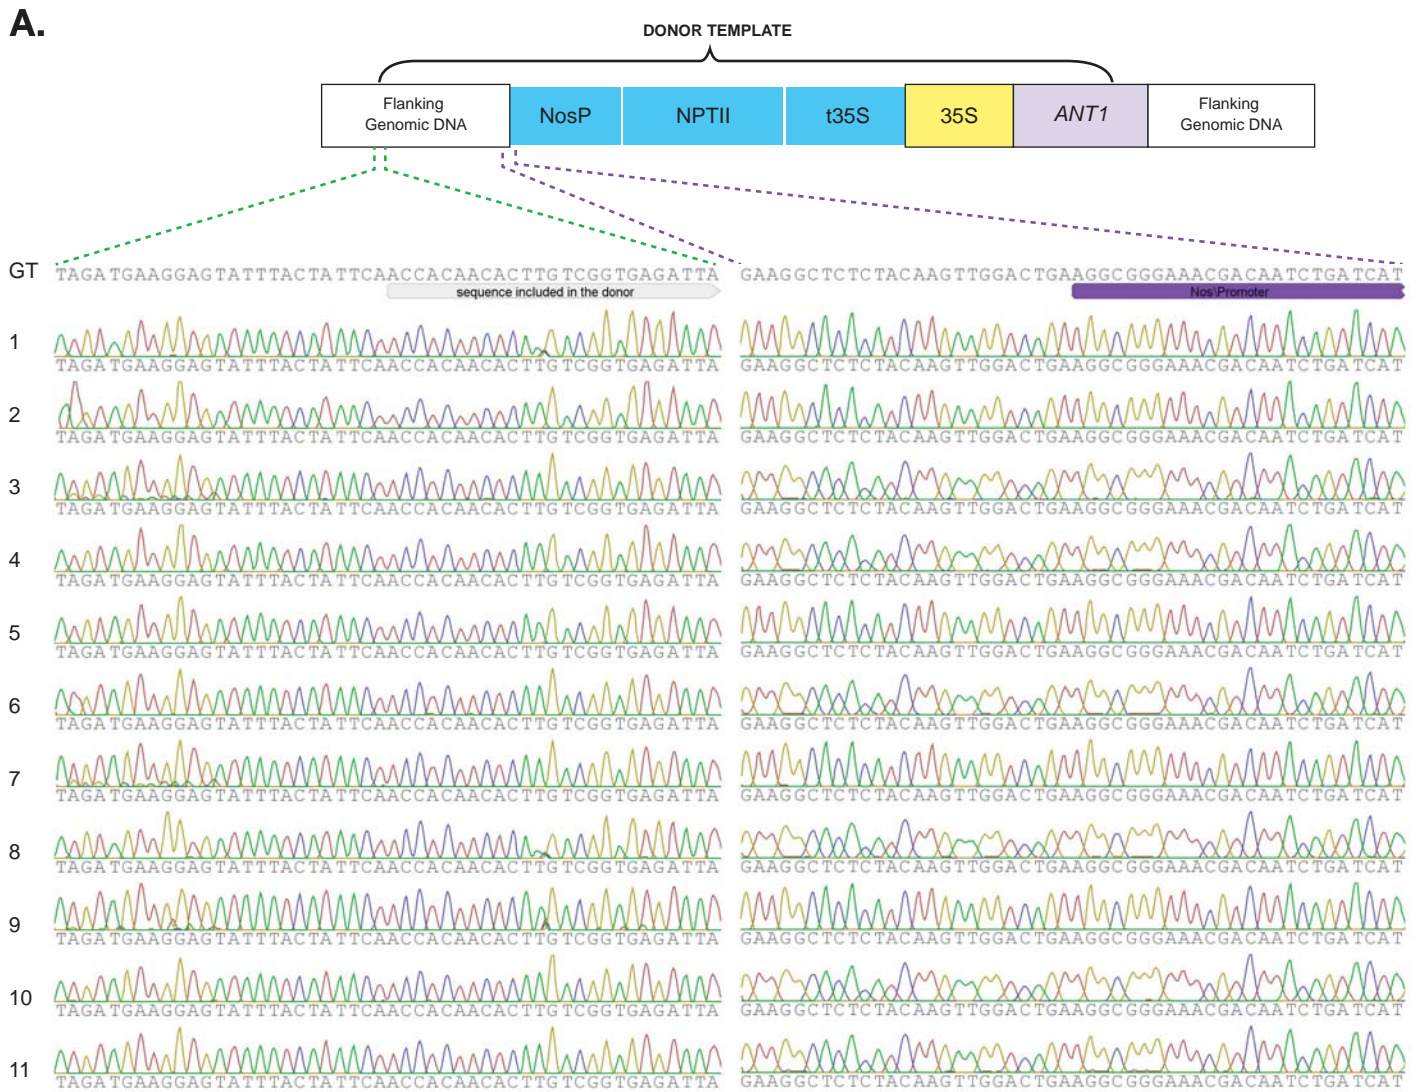 A.
DONOR TEMPLATE
Flanking
Genomic DNA
NosP
NPTII
t35S
35S
ANT1
Flanking
Genomic DNA
GT TAGATGAAGGAGTATTTACTATTCAACCACAACACTTGTCGGTGAGATTA GAAGGCTCTCTACAAGTTGGACTGAAGGCGGGAAACGACAATCTGATCAT
sequence included in the donor Nos\Promoter
1
TAGATGAAGGAGTATTTACTATTCAACCACAACACTTGTCGGTGAGATTA GAAGGCTCTCTACAAGTTGGACTGAAGGCGGGAAACGACAATCTGATCAT
2
TAGATGAAGGAGTATTTACTATTCAACCACAACACTTGTCGGTGAGATTA GAAGGCTCTCTACAAGTTGGACTGAAGGCGGGAAACGACAATCTGATCAT
3
TAGATGAAGGAGTATTTACTATTCAACCACAACACTTGTCGGTGAGATTA GAAGGCTCTCTACAAGTTGGACTGAAGGCGGGAAACGACAATCTGATCAT
4
TAGATGAAGGAGTATTTACTATTCAACCACAACACTTGTCGGTGAGATTA GAAGGCTCTCTACAAGTTGGACTGAAGGCGGGAAACGACAATCTGATCAT
5
TAGATGAAGGAGTATTTACTATTCAACCACAACACTTGTCGGTGAGATTA GAAGGCTCTCTACAAGTTGGACTGAAGGCGGGAAACGACAATCTGATCAT
6
TAGATGAAGGAGTATTTACTATTCAACCACAACACTTGTCGGTGAGATTA GAAGGCTCTCTACAAGTTGGACTGAAGGCGGGAAACGACAATCTGATCAT
7
TAGATGAAGGAGTATTTACTATTCAACCACAACACTTGTCGGTGAGATTA GAAGGCTCTCTACAAGTTGGACTGAAGGCGGGAAACGACAATCTGATCAT
8
TAGATGAAGGAGTATTTACTATTCAACCACAACACTTGTCGGTGAGATTA GAAGGCTCTCTACAAGTTGGACTGAAGGCGGGAAACGACAATCTGATCAT
9
TAGATGAAGGAGTATTTACTATTCAACCACAACACTTGTCGGTGAGATTA GAAGGCTCTCTACAAGTTGGACTGAAGGCGGGAAACGACAATCTGATCAT
10
TAGATGAAGGAGTATTTACTATTCAACCACAACACTTGTCGGTGAGATTA GAAGGCTCTCTACAAGTTGGACTGAAGGCGGGAAACGACAATCTGATCAT
11
TAGATGAAGGAGTATTTACTATTCAACCACAACACTTGTCGGTGAGATTA GAAGGCTCTCTACAAGTTGGACTGAAGGCGGGAAACGACAATCTGATCAT